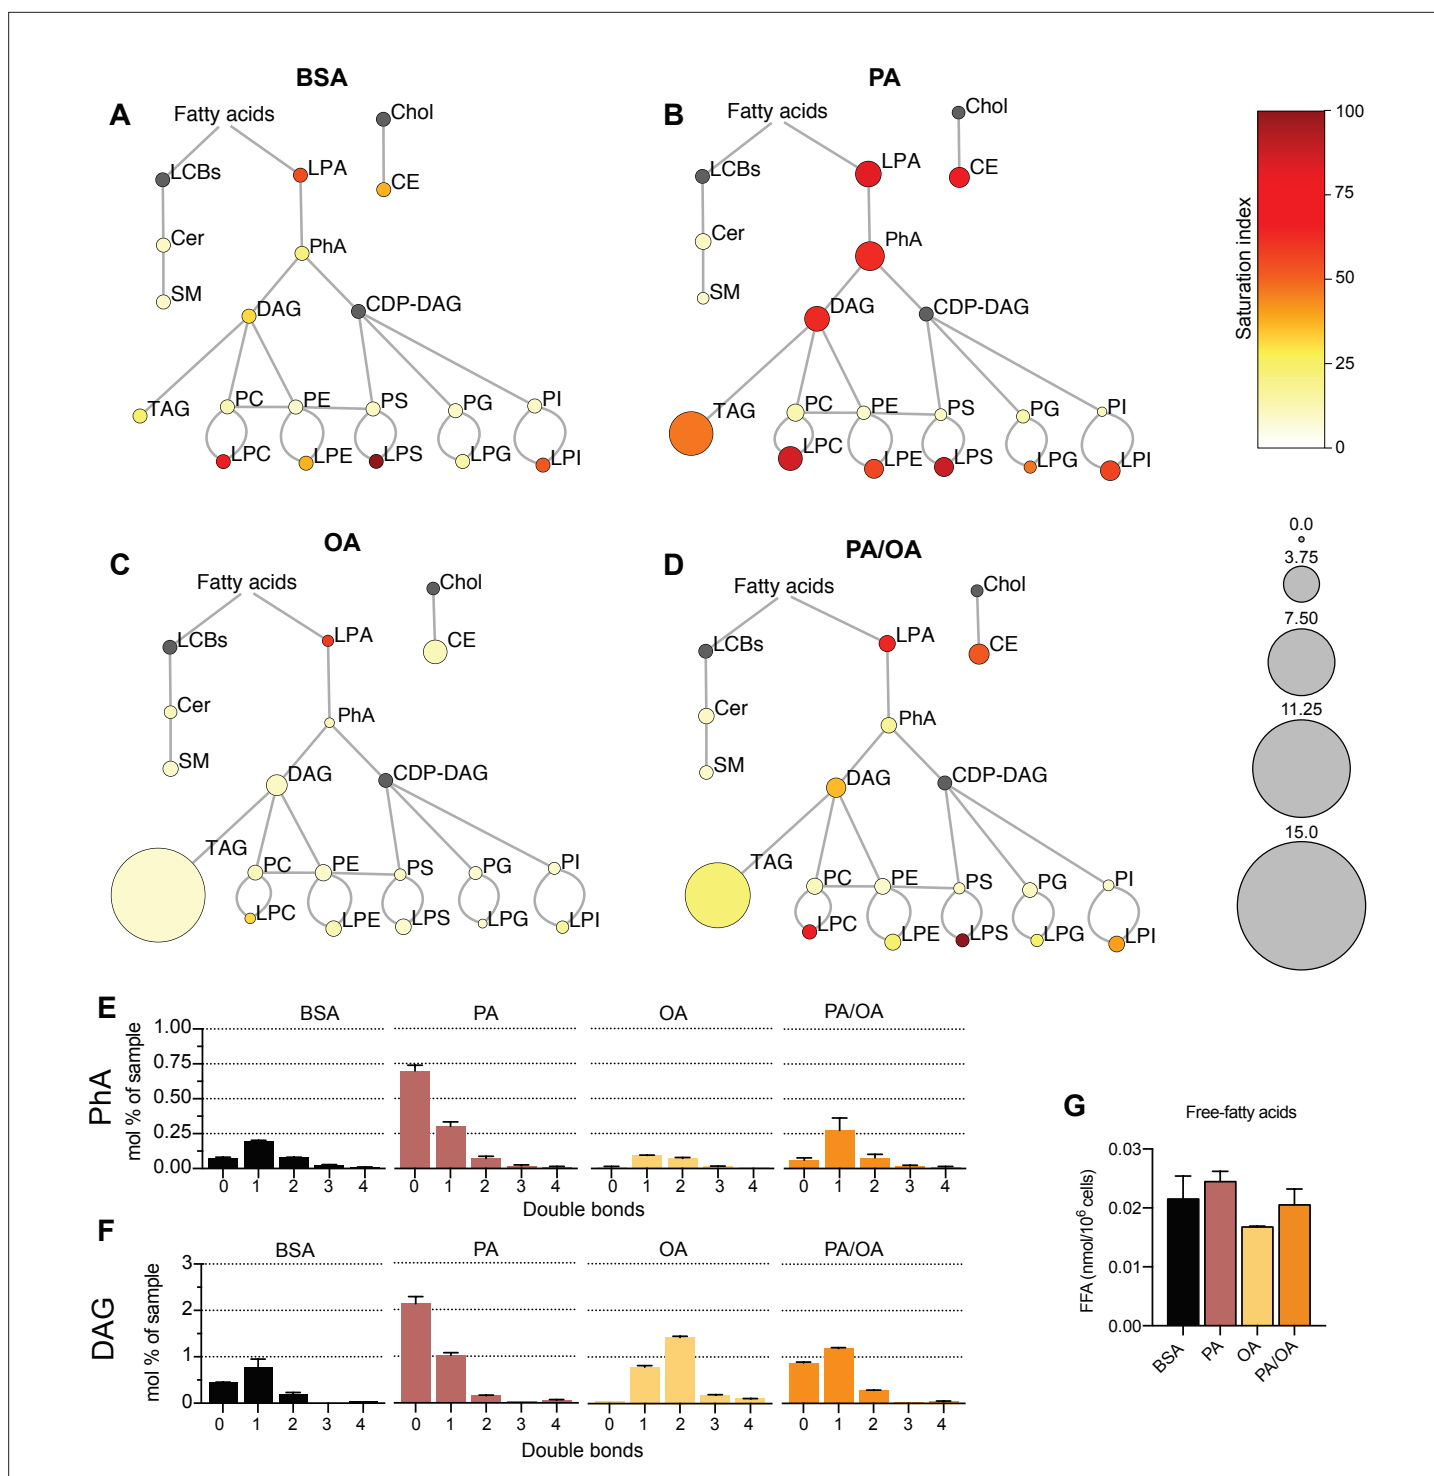 BSA
A
Fatty acids
Chol
LCBs
LPA
CE
Cer
PhA
SM
DAG
CDP-DAG
TAG
PC
PE
PS
PG
PI
LPC
LPE
LPS
LPG
LPI
PA
B
Fatty acids
Chol
LCBs
LPA
CE
Cer
PhA
SM
DAG
CDP-DAG
TAG
PC
PE
PS
PG
PI
LPC
LPE
LPS
LPG
LPI
Saturation index
100
75
50
25
0
OA
C
Fatty acids
Chol
LCBs
LPA
CE
Cer
PhA
SM
DAG
CDP-DAG
TAG
PC
PE
PS
PG
PI
LPC
LPE
LPS
LPG
LPI
PA/OA
D
Fatty acids
Chol
LCBs
LPA
CE
Cer
PhA
SM
DAG
CDP-DAG
TAG
PC
PE
PS
PG
PI
LPC
LPE
LPS
LPG
LPI
0.0
3.75
7.50
11.25
15.0
E
BSA PA OA PA/OA
PhA
mol % of sample
1.00
0.75
0.50
0.25
0.00
0 1 2 3 4 0 1 2 3 4 0 1 2 3 4 0 1 2 3 4
Double bonds
F
BSA PA OA PA/OA
DAG
mol % of sample
3
2
1
0
0 1 2 3 4 0 1 2 3 4 0 1 2 3 4 0 1 2 3 4
Double bonds
G
Free-fatty acids
FFA (nmol/10⁶ cells)
0.03
0.02
0.01
0.00
BSA PA OA PA/OA